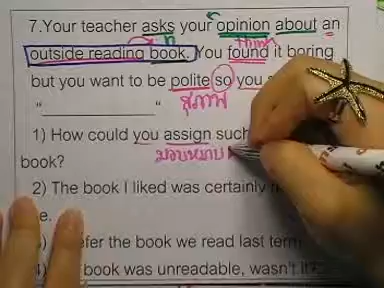 7.Your teacher asks your opinion about an
n
outside reading book. You found it boring
but you want to be polite so you
สุภาพ
"____________"
1) How could you assign such
มอบหมาย
book?
2) The book I liked was certainly
e.
efer the book we read last term
book was unreadable, wasn't it?